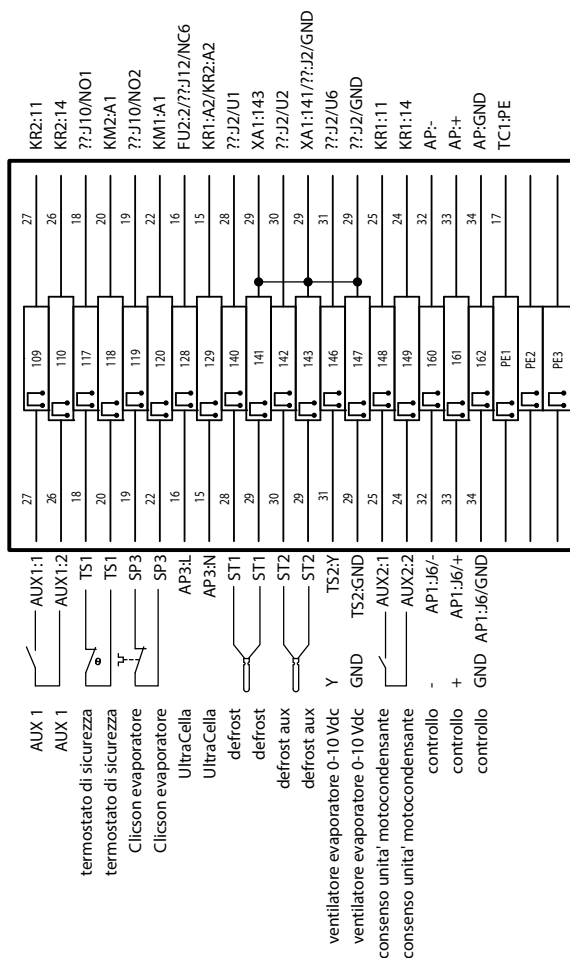 AUX 1 AUX1:1 27 109 27 KR2:11
AUX 1 AUX1:2 26 110 26 KR2:14
termostato di sicurezza TS1 18 117 18 ??:J10/NO1
θ
termostato di sicurezza TS1 20 118 20 KM2:A1
Clicson evaporatore SP3 19 119 19 ??:J10/NO2
Clicson evaporatore SP3 22 120 22 KM1:A1
UltraCella AP3:L 16 128 16 FU2:2/??:J12/NC6
UltraCella AP3:N 15 129 15 KR1:A2/KR2:A2
defrost ST1 28 140 28 ??:J2/U1
defrost ST1 29 141 29 XA1:143
defrost aux ST2 30 142 30 ??:J2/U2
defrost aux ST2 29 143 29 XA1:141/??:J2/GND
ventilatore evaporatore 0-10 Vdc Y TS2:Y 31 146 31 ??:J2/U6
ventilatore evaporatore 0-10 Vdc GND TS2:GND 29 147 29 ??:J2/GND
consenso unita' motocondensante AUX2:1 25 148 25 KR1:11
consenso unita' motocondensante AUX2:2 24 149 24 KR1:14
controllo - AP1:J6/- 32 160 32 AP:-
controllo + AP1:J6/+ 33 161 33 AP:+
controllo GND AP1:J6/GND 34 162 34 AP:GND
PE1 17 TC1:PE
PE2
PE3